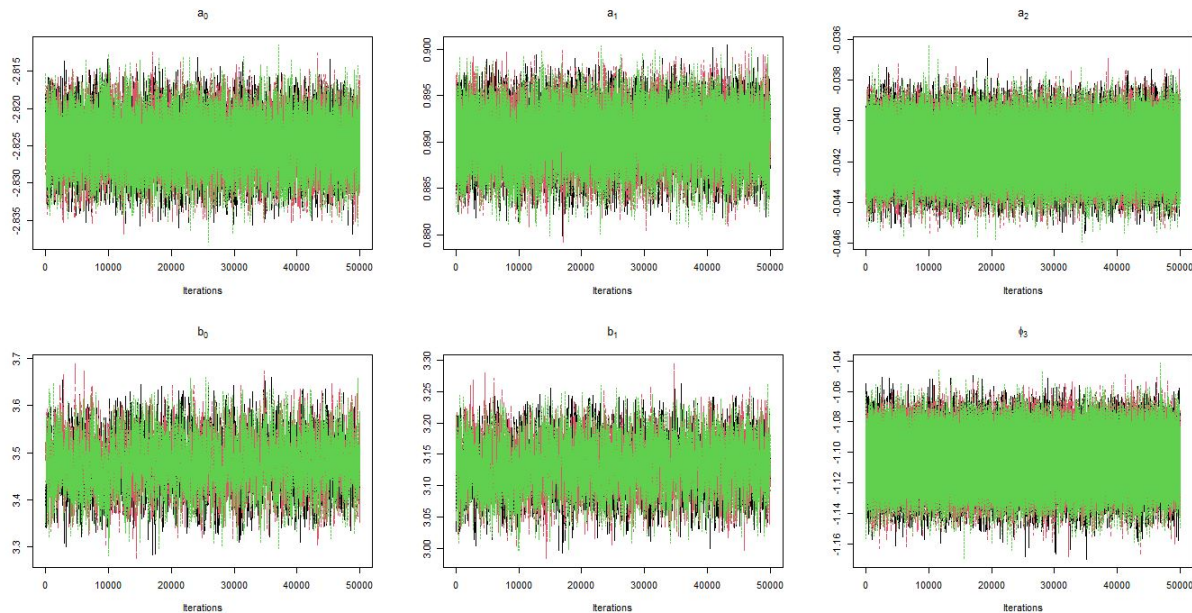 a0
a1
a2
-2.835 -2.830 -2.825 -2.820 -2.815
0.880 0.885 0.890 0.895 0.900
-0.046 -0.044 -0.042 -0.040 -0.038 -0.036
0 10000 20000 30000 40000 50000
0 10000 20000 30000 40000 50000
0 10000 20000 30000 40000 50000
Iterations
Iterations
Iterations
b0
b1
ϕ3
3.3 3.4 3.5 3.6 3.7
3.00 3.05 3.10 3.15 3.20 3.25 3.30
-1.16 -1.14 -1.12 -1.10 -1.08 -1.06 -1.04
0 10000 20000 30000 40000 50000
0 10000 20000 30000 40000 50000
0 10000 20000 30000 40000 50000
Iterations
Iterations
Iterations